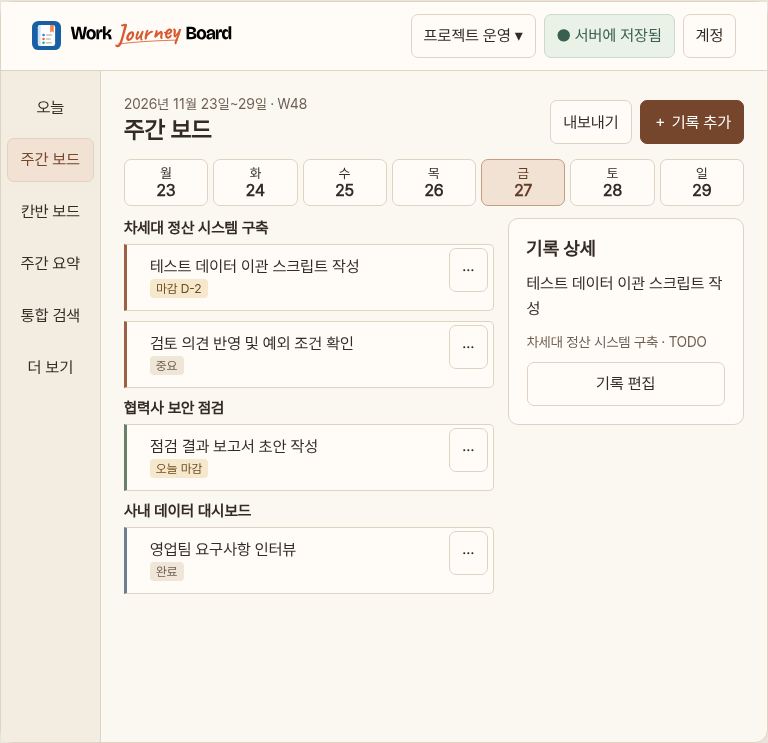 Work Journey Board
프로젝트 운영 ▾
● 서버에 저장됨
계정
오늘
주간 보드
칸반 보드
주간 요약
통합 검색
더 보기
2026년 11월 23일~29일 · W48
주간 보드
내보내기
+ 기록 추가
월
23
화
24
수
25
목
26
금
27
토
28
일
29
차세대 정산 시스템 구축
테스트 데이터 이관 스크립트 작성
...
마감 D-2
검토 의견 반영 및 예외 조건 확인
...
중요
협력사 보안 점검
점검 결과 보고서 초안 작성
...
오늘 마감
사내 데이터 대시보드
영업팀 요구사항 인터뷰
...
완료
기록 상세
테스트 데이터 이관 스크립트 작
성
차세대 정산 시스템 구축 · TODO
기록 편집